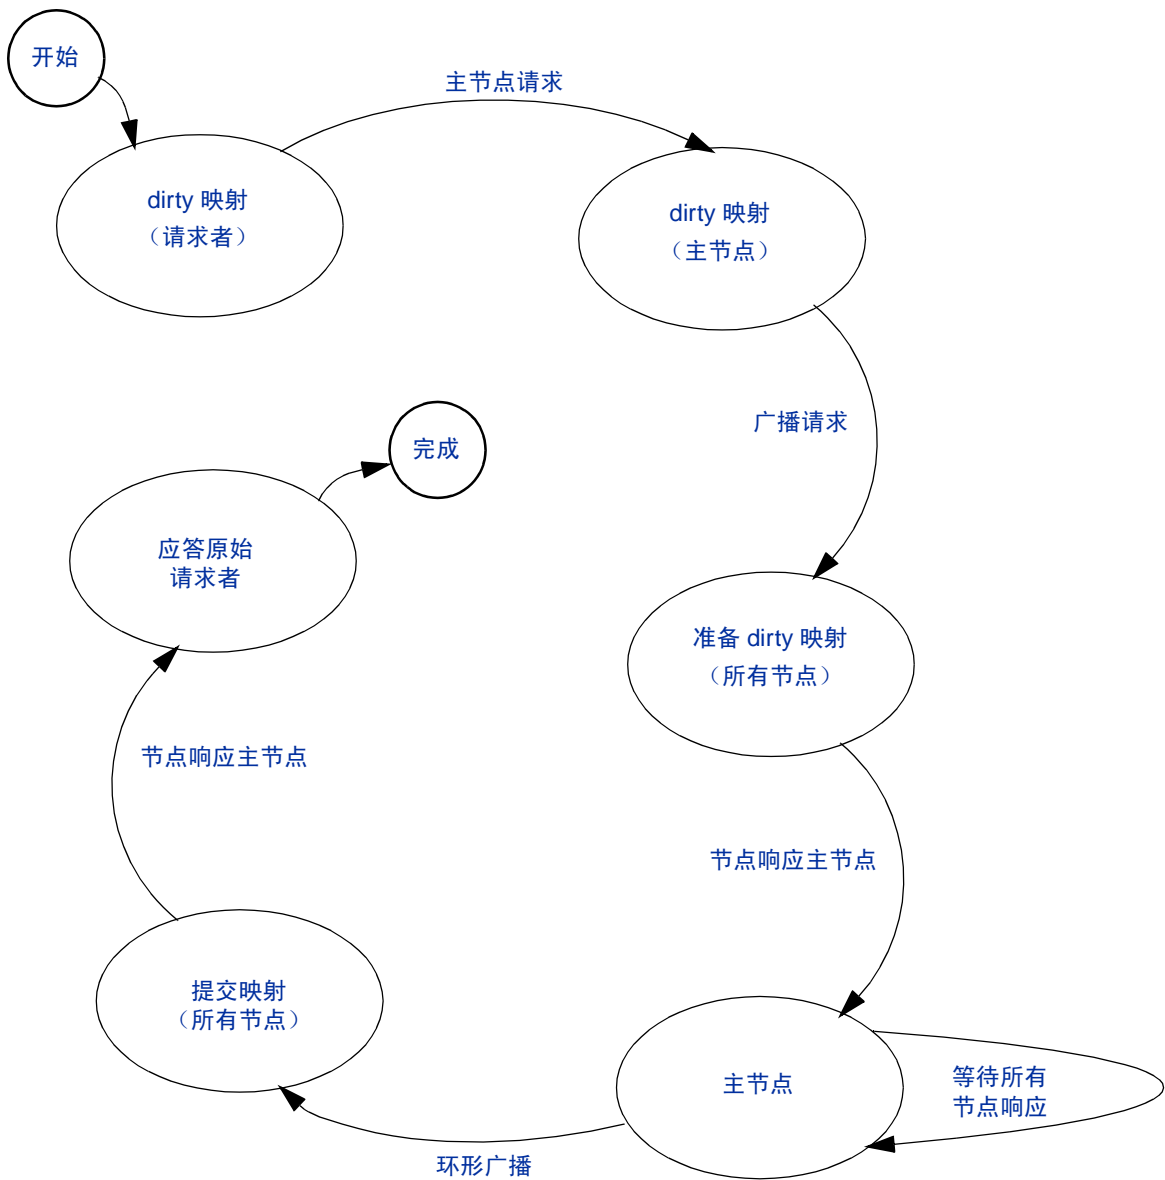 开始
主节点请求
dirty 映射
（请求者）
dirty 映射
（主节点）
广播请求
完成
应答原始
请求者
准备 dirty 映射
（所有节点）
节点响应主节点
节点响应主节点
提交映射
（所有节点）
主节点
等待所有
节点响应
环形广播